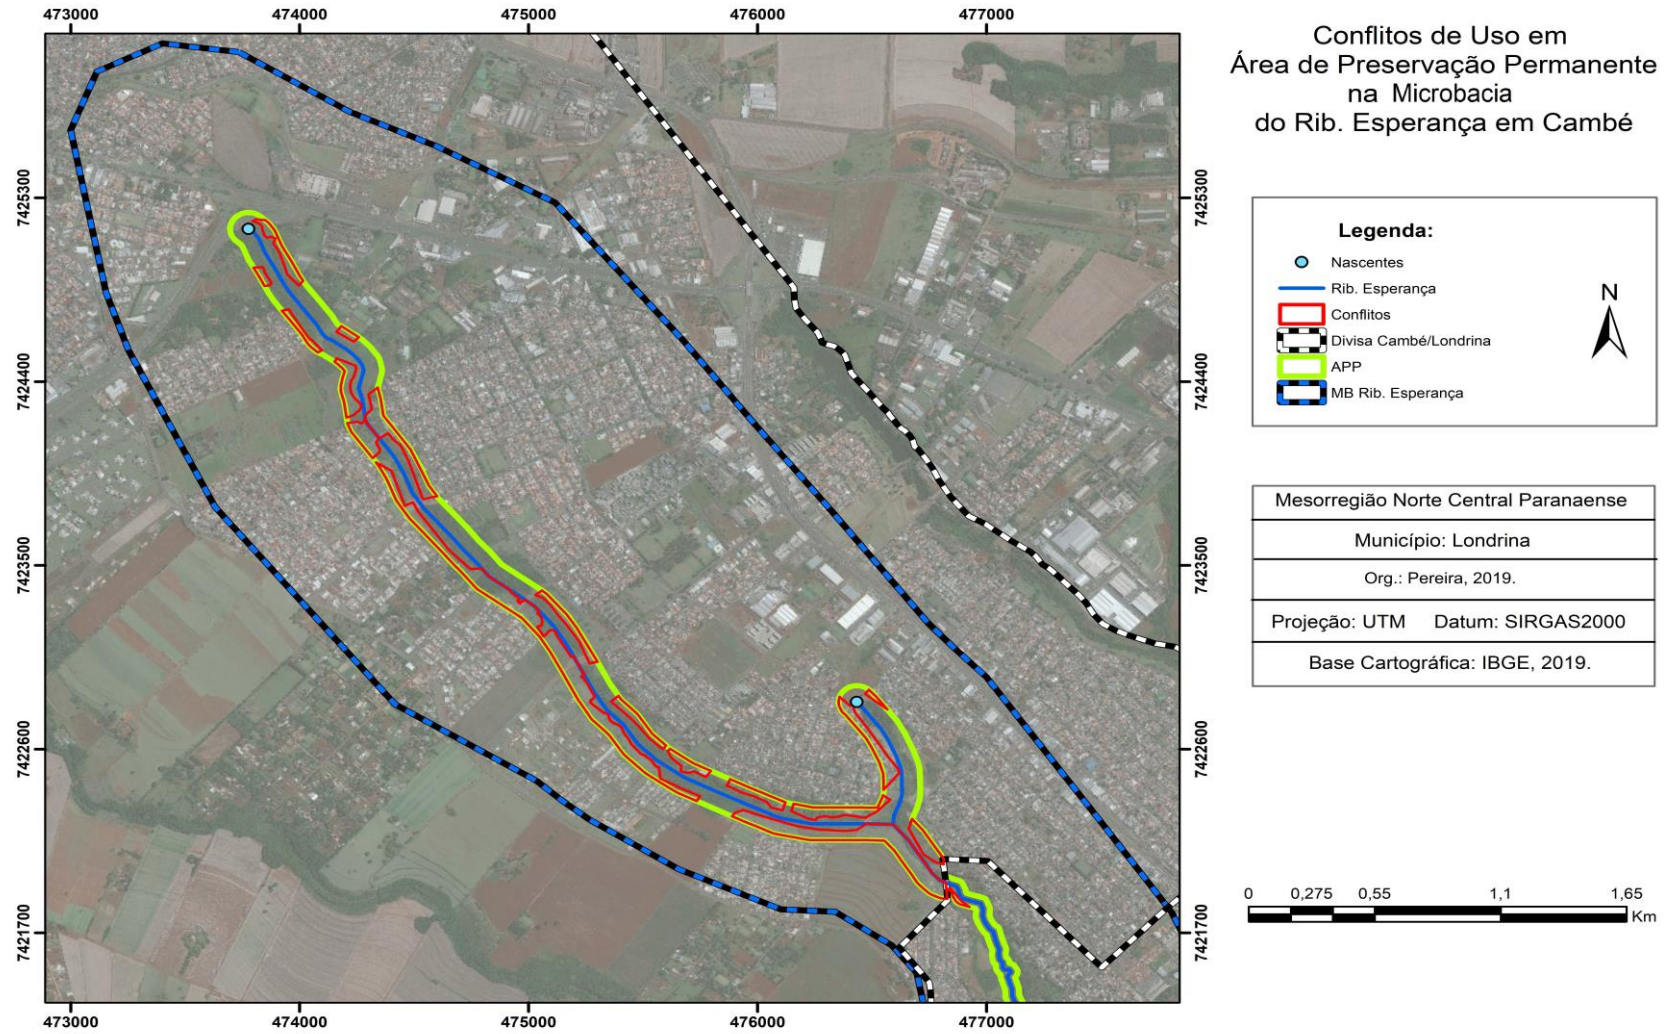 473000 474000 475000 476000 477000
Conflitos de Uso em
Área de Preservação Permanente
na Microbacia
do Rib. Esperança em Cambé
7425300
7424400
7423500
7422600
7421700
7425300
7424400
7423500
7422600
7421700
Legenda:
Nascentes
Rib. Esperança
Conflitos
Divisa Cambé/Londrina
APP
MB Rib. Esperança
N
Mesorregião Norte Central Paranaense
Município: Londrina
Org.: Pereira, 2019.
Projeção: UTM Datum: SIRGAS2000
Base Cartográfica: IBGE, 2019.
0 0,275 0,55 1,1 1,65
Km
473000 474000 475000 476000 477000